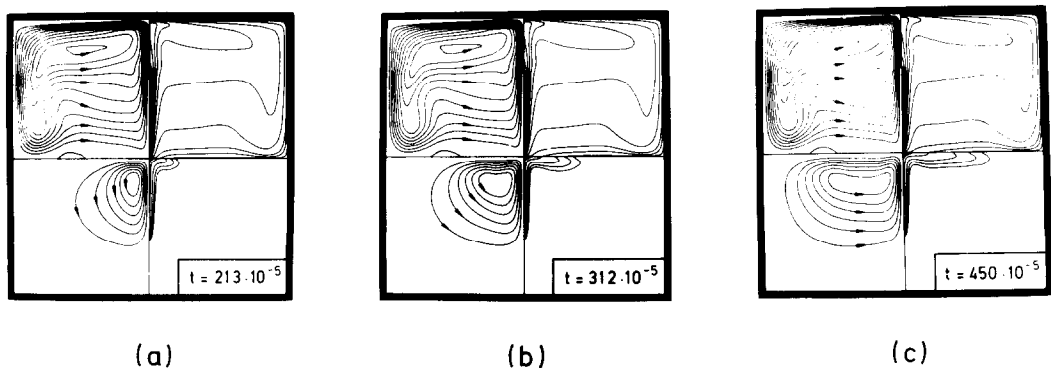 t = 213·10⁻⁵
t = 312·10⁻⁵
t = 450·10⁻⁵
(a)
(b)
(c)